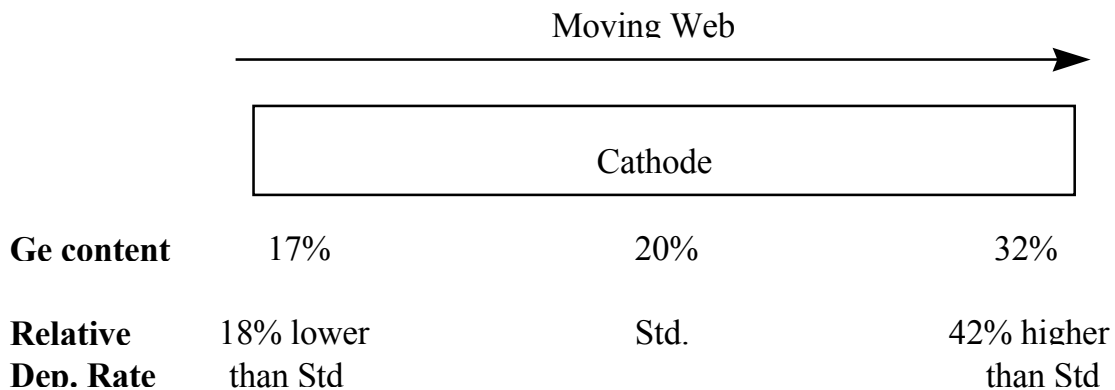 Moving Web
Cathode
Ge content 17% 20% 32%
Relative 18% lower Std. 42% higher
Dep. Rate than Std than Std